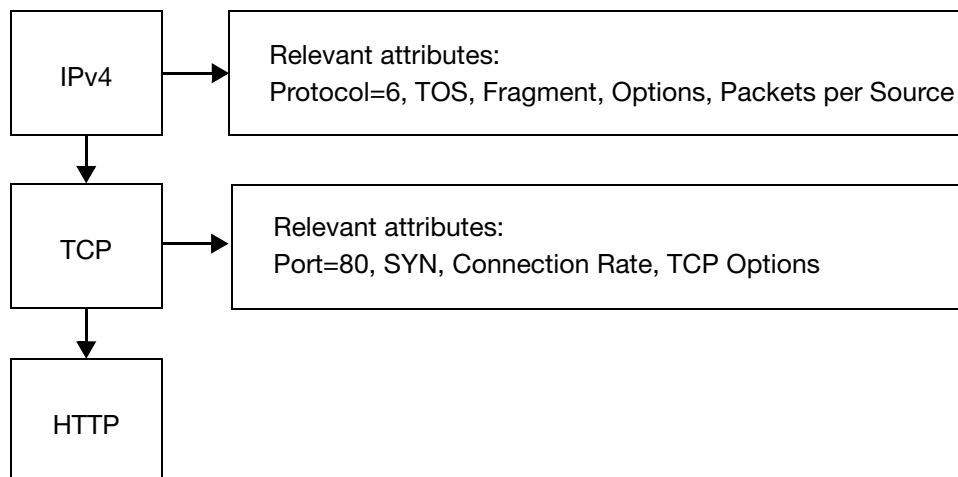 IPv4
Relevant attributes:
Protocol=6, TOS, Fragment, Options, Packets per Source
TCP
Relevant attributes:
Port=80, SYN, Connection Rate, TCP Options
HTTP